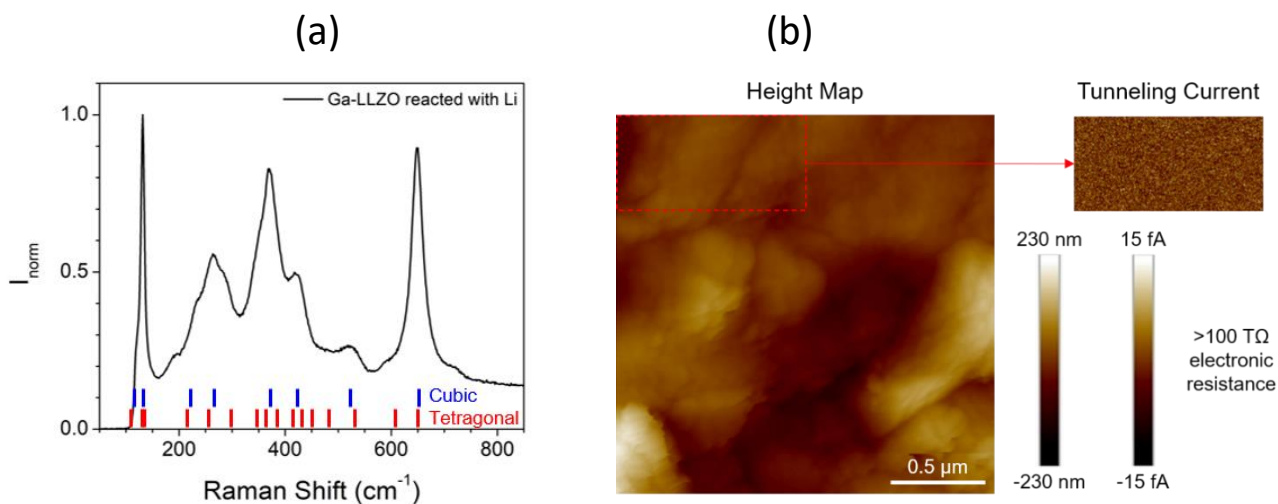 (a)
(b)
Ga-LLZO reacted with Li
1.0
0.5
0.0
I_norm
Cubic
Tetragonal
200
400
600
800
Raman Shift (cm⁻¹)
Height Map
Tunneling Current
0.5 µm
230 nm
15 fA
-230 nm
-15 fA
>100 TΩ
electronic
resistance